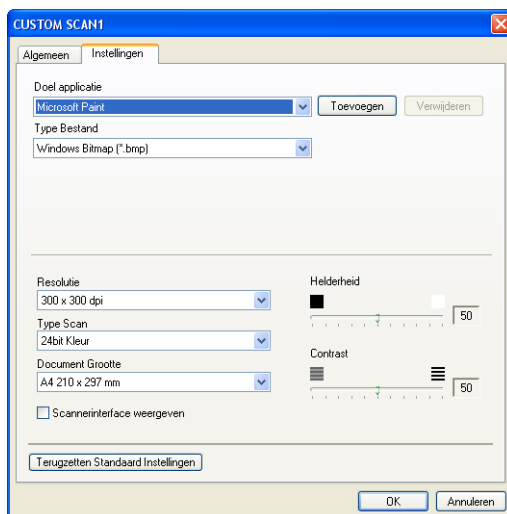 CUSTOM SCAN1
Algemeen
Instellingen
Doel applicatie
Microsoft Paint
Toevoegen
Verwijderen
Type Bestand
Windows Bitmap (*.bmp)
Resolutie
300 x 300 dpi
Type Scan
24bit Kleur
Document Grootte
A4 210 x 297 mm
Scannerinterface weergeven
Helderheid
50
Contrast
50
Terugzetten Standaard Instellingen
OK
Annuleren